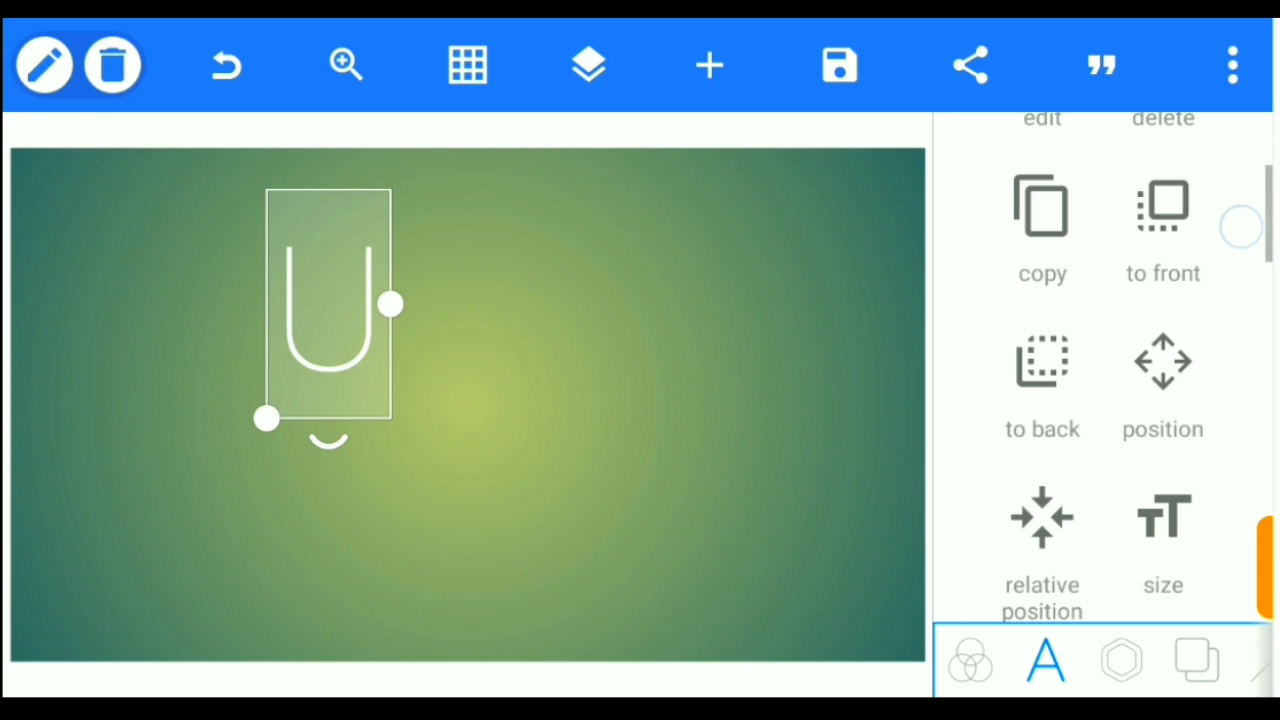 edit delete
copy to front
U
to back position
relative position size